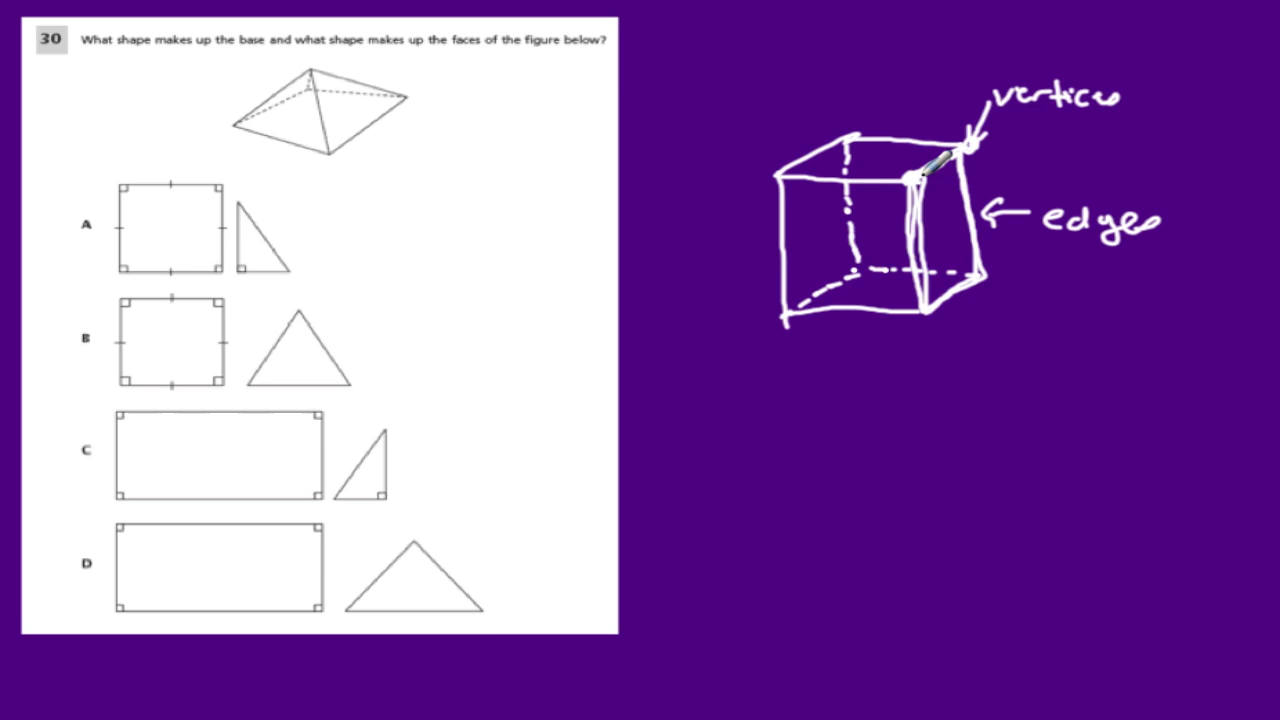 30 What shape makes up the base and what shape makes up the faces of the figure below?
A
B
C
D
vertices
edges